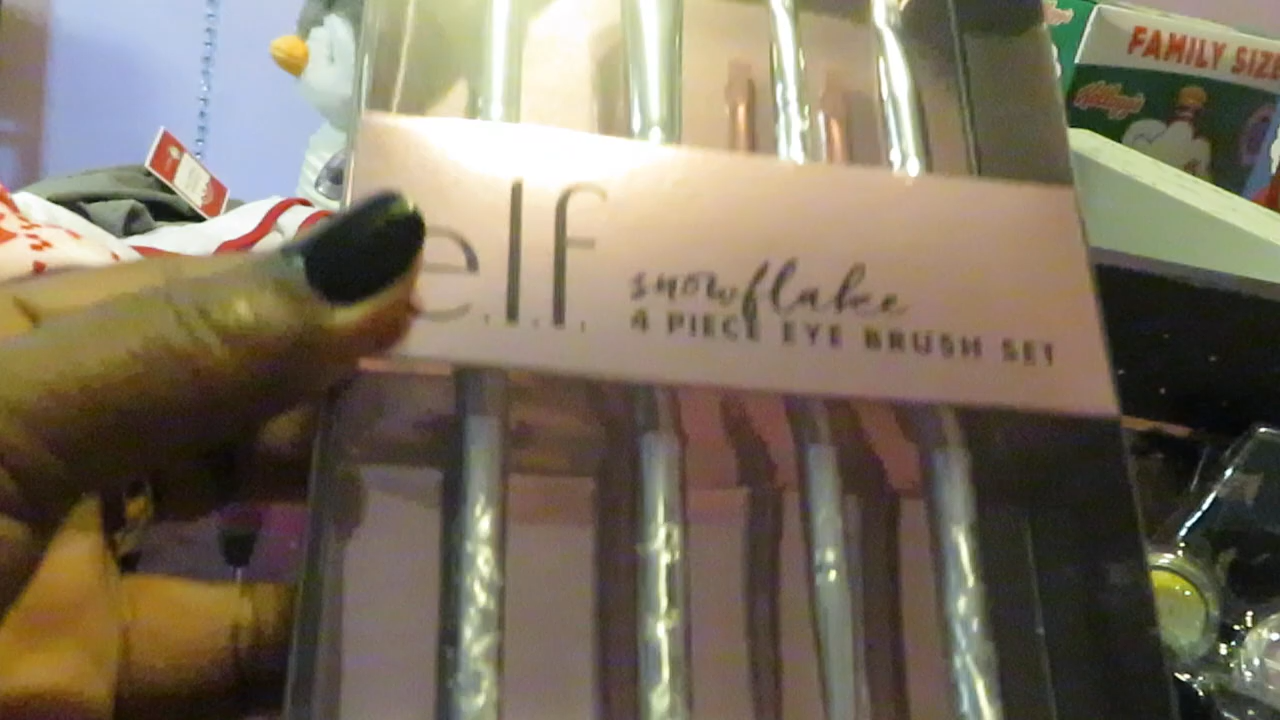 FAMILY SIZE
Kellogg's
e.l.f.
snowflake
4 PIECE EYE BRUSH SET